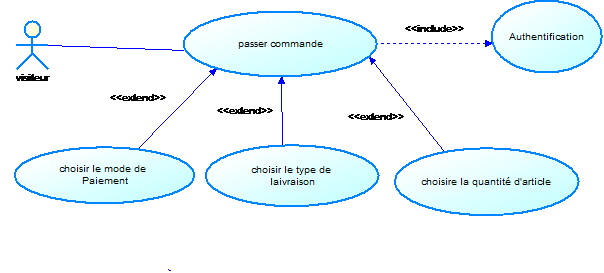 passer commande
<<include>>
Authentification
visiteur
<<extend>>
<<extend>>
<<extend>>
choisir le mode de
Paiement
choisir le type de
laivraison
choisire la quantité d'article